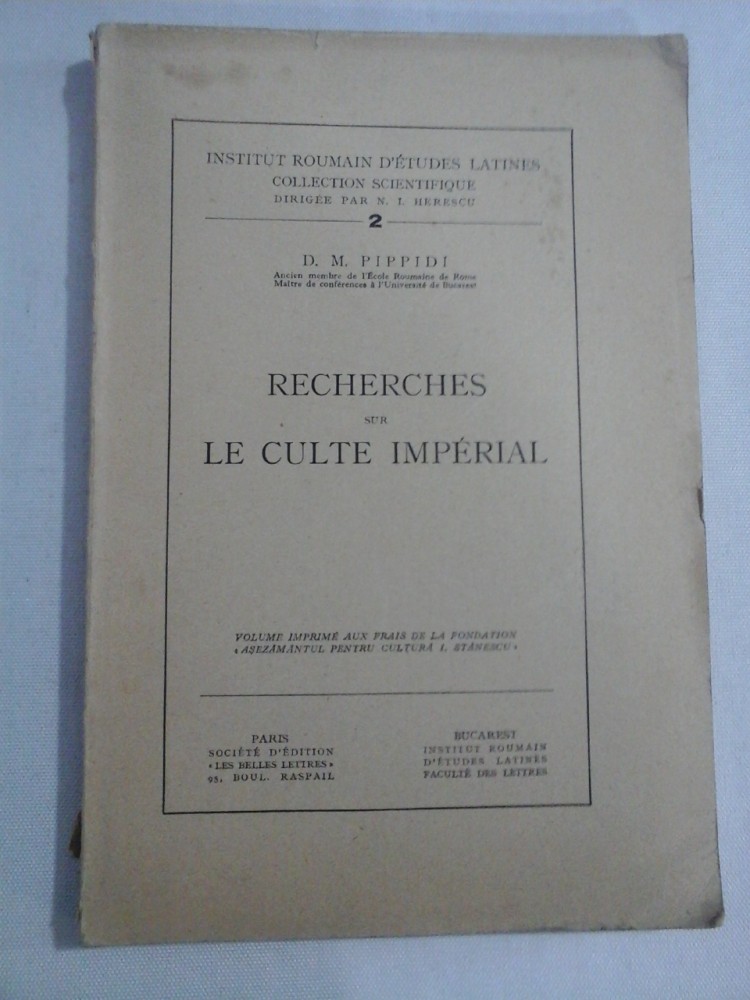 INSTITUT ROUMAIN D'ÉTUDES LATINES
COLLECTION SCIENTIFIQUE
DIRIGÉE PAR N. I. HERESCU
2
D. M. PIPPIDI
Ancien membre de l'École Roumaine de Rome
Maître de conférences à l'Université de Bucarest
RECHERCHES
SUR
LE CULTE IMPÉRIAL
VOLUME IMPRIMÉ AUX FRAIS DE LA FONDATION
« AȘEZĂMÂNTUL PENTRU CULTURĂ I. STĂNESCU »
PARIS
SOCIÉTÉ D'ÉDITION
« LES BELLES LETTRES »
95, BOUL. RASPAIL
BUCAREST
INSTITUT ROUMAIN
D'ÉTUDES LATINES
FACULTÉ DES LETTRES